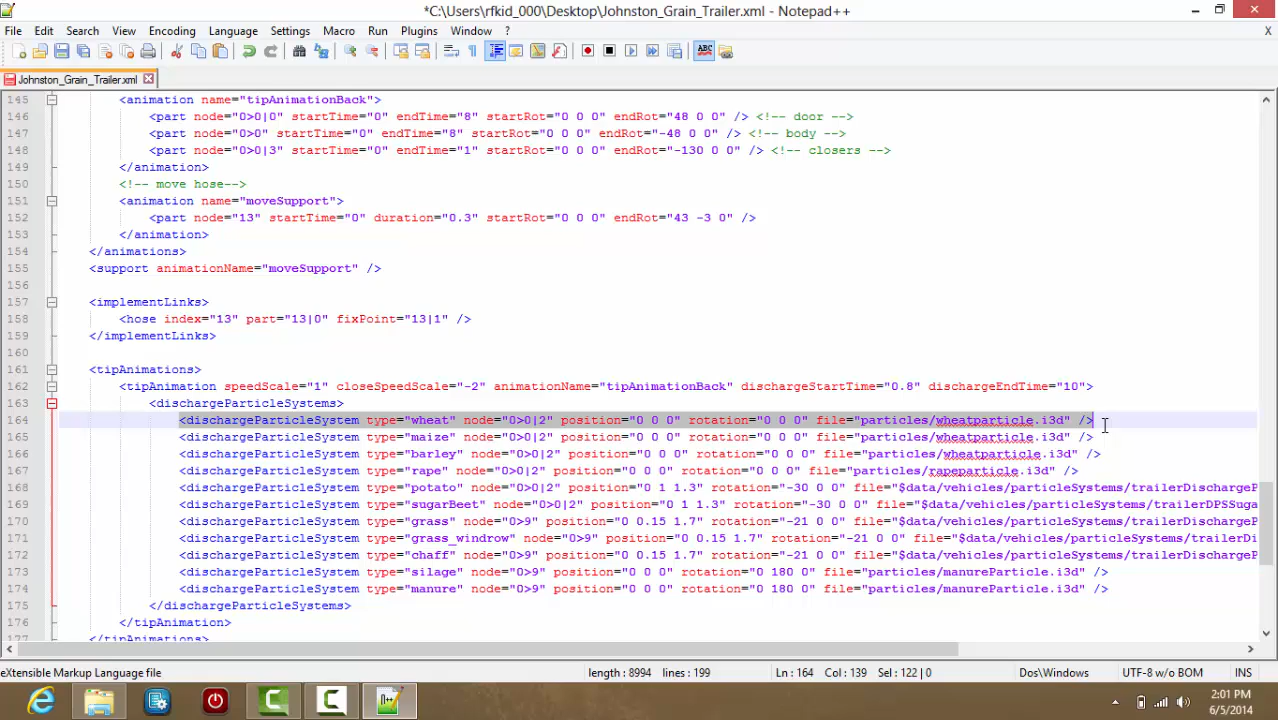 *C:\Users\rfkid_000\Desktop\Johnston_Grain_Trailer.xml - Notepad++
File Edit Search View Encoding Language Settings Macro Run Plugins Window ? X
Johnston_Grain_Trailer.xml
145 <animation name="tipAnimationBack">
146 <part node="0>0|0" startTime="0" endTime="8" startRot="0 0 0" endRot="48 0 0" /> <!-- door -->
147 <part node="0>0" startTime="0" endTime="8" startRot="0 0 0" endRot="-48 0 0" /> <!-- body -->
148 <part node="0>0|3" startTime="0" endTime="1" startRot="0 0 0" endRot="-130 0 0" /> <!-- closers -->
149 </animation>
150 <!-- move hose-->
151 <animation name="moveSupport">
152 <part node="13" startTime="0" duration="0.3" startRot="0 0 0" endRot="43 -3 0" />
153 </animation>
154 </animations>
155 <support animationName="moveSupport" />
156
157 <implementLinks>
158 <hose index="13" part="13|0" fixPoint="13|1" />
159 </implementLinks>
160
161 <tipAnimations>
162 <tipAnimation speedScale="1" closeSpeedScale="-2" animationName="tipAnimationBack" dischargeStartTime="0.8" dischargeEndTime="10">
163 <dischargeParticleSystems>
164 <dischargeParticleSystem type="wheat" node="0>0|2" position="0 0 0" rotation="0 0 0" file="particles/wheatparticle.i3d" />
165 <dischargeParticleSystem type="maize" node="0>0|2" position="0 0 0" rotation="0 0 0" file="particles/wheatparticle.i3d" />
166 <dischargeParticleSystem type="barley" node="0>0|2" position="0 0 0" rotation="0 0 0" file="particles/wheatparticle.i3d" />
167 <dischargeParticleSystem type="rape" node="0>0|2" position="0 0 0" rotation="0 0 0" file="particles/rapeparticle.i3d" />
168 <dischargeParticleSystem type="potato" node="0>0|2" position="0 1 1.3" rotation="-30 0 0" file="$data/vehicles/particleSystems/trailerDischargeP
169 <dischargeParticleSystem type="sugarBeet" node="0>0|2" position="0 1 1.3" rotation="-30 0 0" file="$data/vehicles/particleSystems/trailerDPSSuga
170 <dischargeParticleSystem type="grass" node="0>9" position="0 0.15 1.7" rotation="-21 0 0" file="$data/vehicles/particleSystems/trailerDischargeP
171 <dischargeParticleSystem type="grass_windrow" node="0>9" position="0 0.15 1.7" rotation="-21 0 0" file="$data/vehicles/particleSystems/trailerDi
172 <dischargeParticleSystem type="chaff" node="0>9" position="0 0.15 1.7" rotation="-21 0 0" file="$data/vehicles/particleSystems/trailerDischargeP
173 <dischargeParticleSystem type="silage" node="0>9" position="0 0 0" rotation="0 180 0" file="particles/manureParticle.i3d" />
174 <dischargeParticleSystem type="manure" node="0>9" position="0 0 0" rotation="0 180 0" file="particles/manureParticle.i3d" />
175 </dischargeParticleSystems>
176 </tipAnimation>
177 </tipAnimations>
eXtensible Markup Language file length : 8994 lines : 199 Ln : 164 Col : 139 Sel : 122 | 0 Dos\Windows UTF-8 w/o BOM INS
2:01 PM
6/5/2014